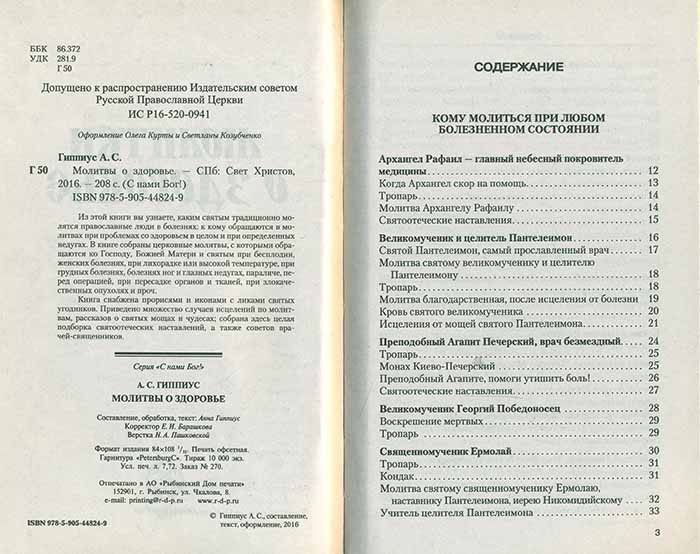 ББК 86.372
УДК 281.9
Г 50
Допущено к распространению Издательским советом
Русской Православной Церкви
ИС Р16-520-0941
Оформление Олега Курты и Светланы Козубченко
Гиппиус А. С.
Г 50 Молитвы о здоровье. — СПб: Свет Христов,
2016. — 208 с. (С нами Бог!)
ISBN 978-5-905-44824-9
Из этой книги вы узнаете, каким святым традиционно мо-
лятся православные люди в болезнях; к кому обращаются в мо-
литвах при проблемах со здоровьем в целом и при определенных
недугах. В книге собраны церковные молитвы, с которыми обра-
щаются ко Господу, Божией Матери и святым при бесплодии,
женских болезнях, при лихорадке или высокой температуре, при
грудных болезнях, болезнях ног и глазных недугах, параличе, пе-
ред операцией, при пересадке органов и тканей, при злокаче-
ственных опухолях и проч.
Книга снабжена прорисями и иконами с ликами святых
угодников. Приведено множество случаев исцелений по молит-
вам, рассказов о святых мощах и чудесах; собрана здесь целая
подборка святоотеческих наставлений, а также советов вра-
чей-священников.
Серия «С нами Бог!»
А. С. ГИППИУС
МОЛИТВЫ О ЗДОРОВЬЕ
Составление, обработка, текст: Анна Гиппиус
Корректор Е. И. Барашкова
Верстка Н. А. Пашковской
Формат издания 84×108 1/32. Печать офсетная.
Гарнитура «PetersburgC». Тираж 10 000 экз.
Усл. печ. л. 7,72. Заказ № 270.
Отпечатано в АО «Рыбинский Дом печати»
152901, г. Рыбинск, ул. Чкалова, 8.
e-mail: printing@r-d-p.ru www.r-d-p.ru
ISBN 978-5-905-44824-9
© Гиппиус А. С., составление,
текст, оформление, 2016
СОДЕРЖАНИЕ
КОМУ МОЛИТЬСЯ ПРИ ЛЮБОМ
БОЛЕЗНЕННОМ СОСТОЯНИИ
Архангел Рафаил — главный небесный покровитель
медицины 12
Когда Архангел скор на помощь 13
Тропарь 14
Молитва Архангелу Рафаилу 14
Святоотеческие наставления 15
Великомученик и целитель Пантелеимон 16
Святой Пантелеимон, самый прославленный врач 17
Молитва святому великомученику и целителю
Пантелеимону 18
Тропарь 18
Молитва благодарственная, после исцеления от болезни 19
Кровь святого великомученика 20
Исцеления от мощей святого Пантелеимона 21
Преподобный Агапит Печерский, врач безмездный 24
Тропарь 25
Монах Киево-Печерский 25
Преподобный Агапите, помоги утишить боль! 26
Святоотеческие наставления 27
Великомученик Георгий Победоносец 28
Воскрешение мертвых 29
Тропарь 29
Священномученик Ермолай 30
Тропарь 31
Кондак 31
Молитва святому священномученику Ермолаю,
наставнику Пантелеимона, иерею Никомидийскому 32
Учитель целителя Пантелеимона 33
3